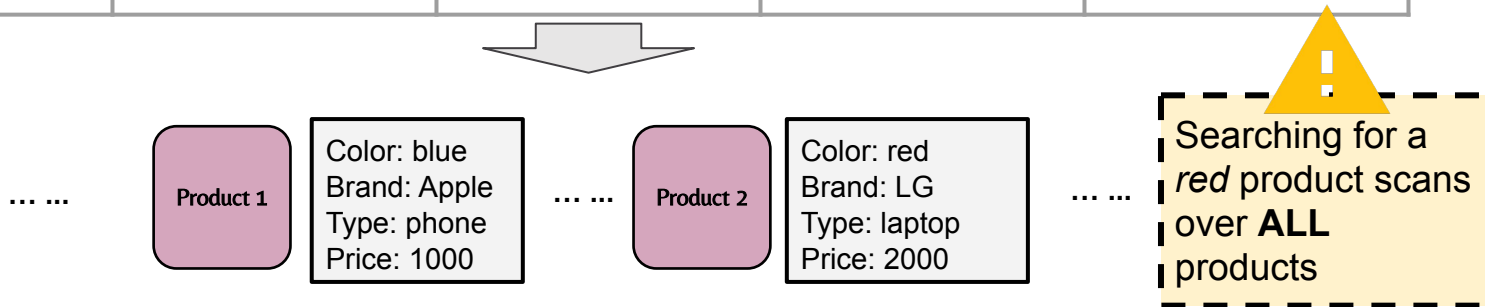 ... ...
Product 1
Color: blue
Brand: Apple
Type: phone
Price: 1000
... ...
Product 2
Color: red
Brand: LG
Type: laptop
Price: 2000
... ...
Searching for a
red product scans
over ALL
products